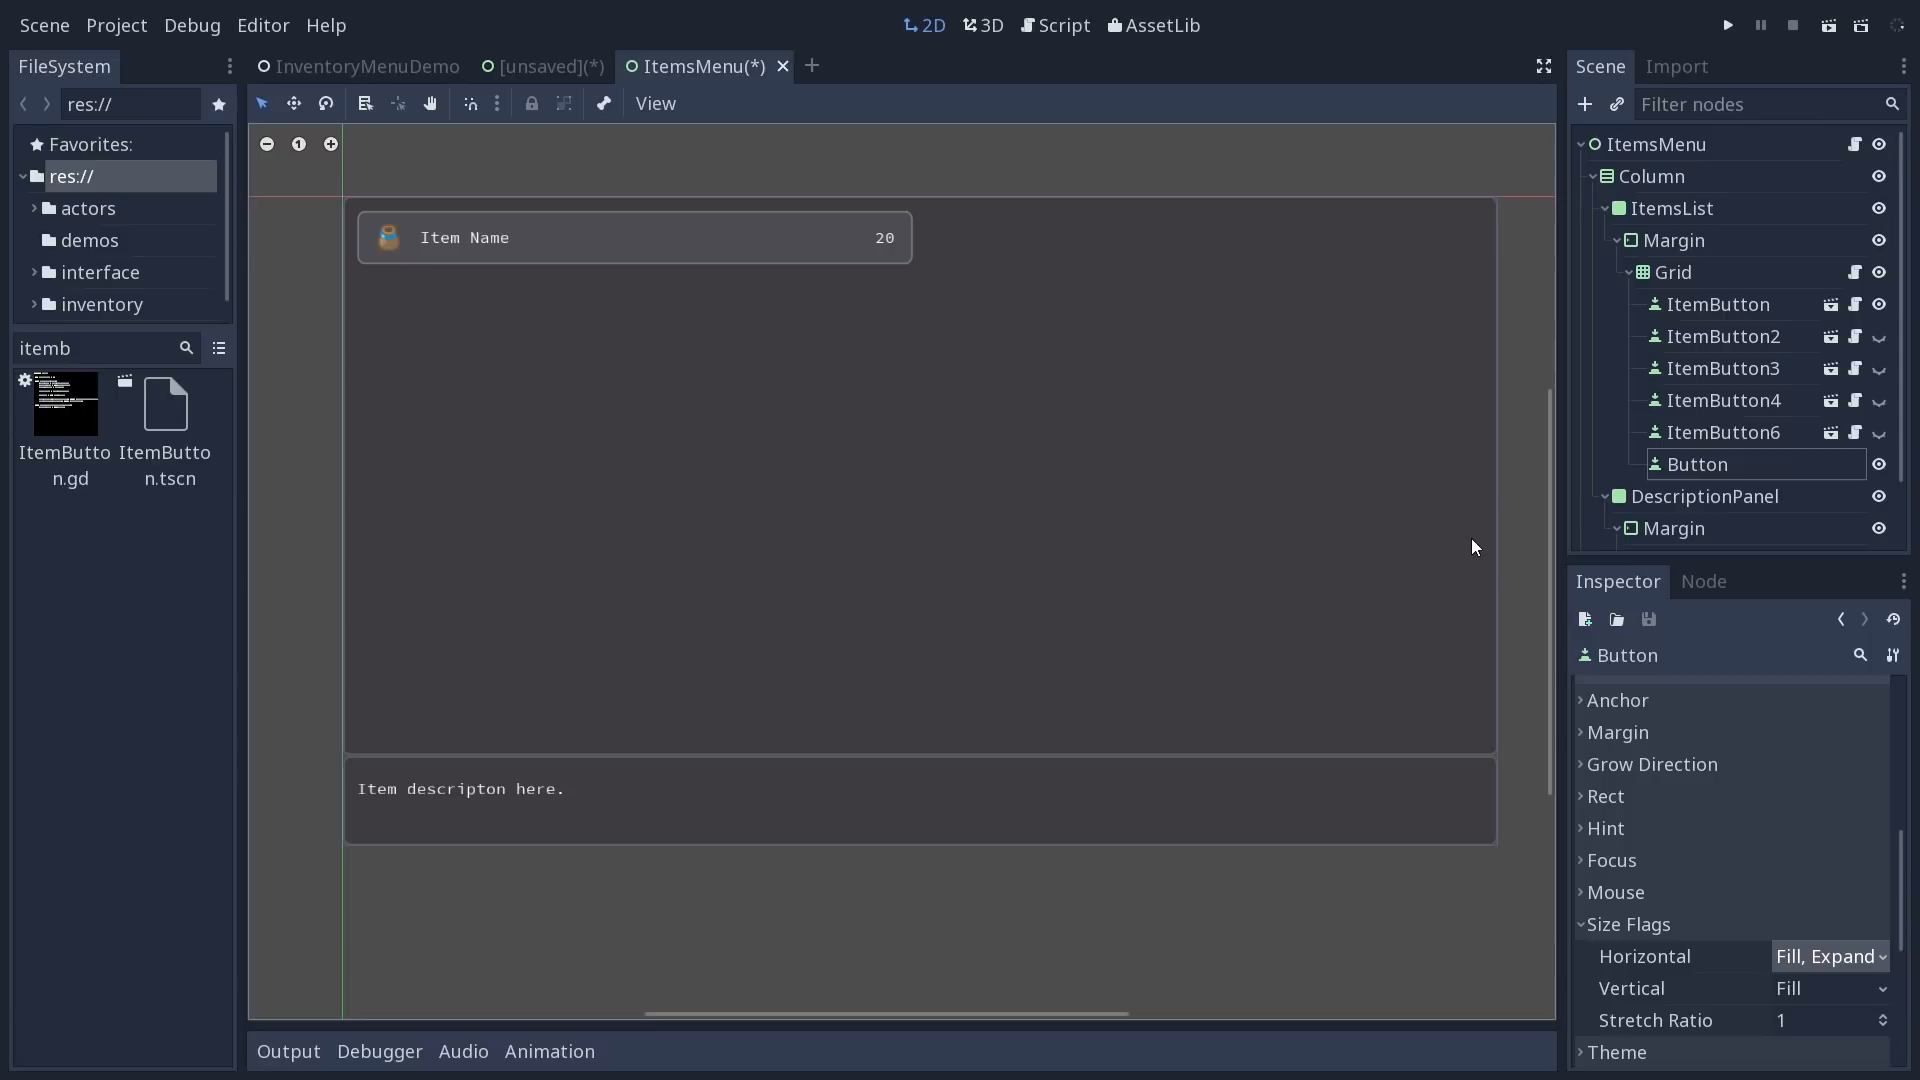 Scene Project Debug Editor Help
2D 3D Script AssetLib
FileSystem
res://
Favorites:
res://
actors
demos
interface
inventory
itemb
ItemButto
n.gd
ItemButto
n.tscn
InventoryMenuDemo [unsaved](*) ItemsMenu(*)
View
1
Item Name 20
Item descripton here.
Output Debugger Audio Animation
Scene Import
Filter nodes
ItemsMenu
Column
ItemsList
Margin
Grid
ItemButton
ItemButton2
ItemButton3
ItemButton4
ItemButton6
Button
DescriptionPanel
Margin
Inspector Node
Button
Anchor
Margin
Grow Direction
Rect
Hint
Focus
Mouse
Size Flags
Horizontal Fill, Expand
Vertical Fill
Stretch Ratio 1
Theme